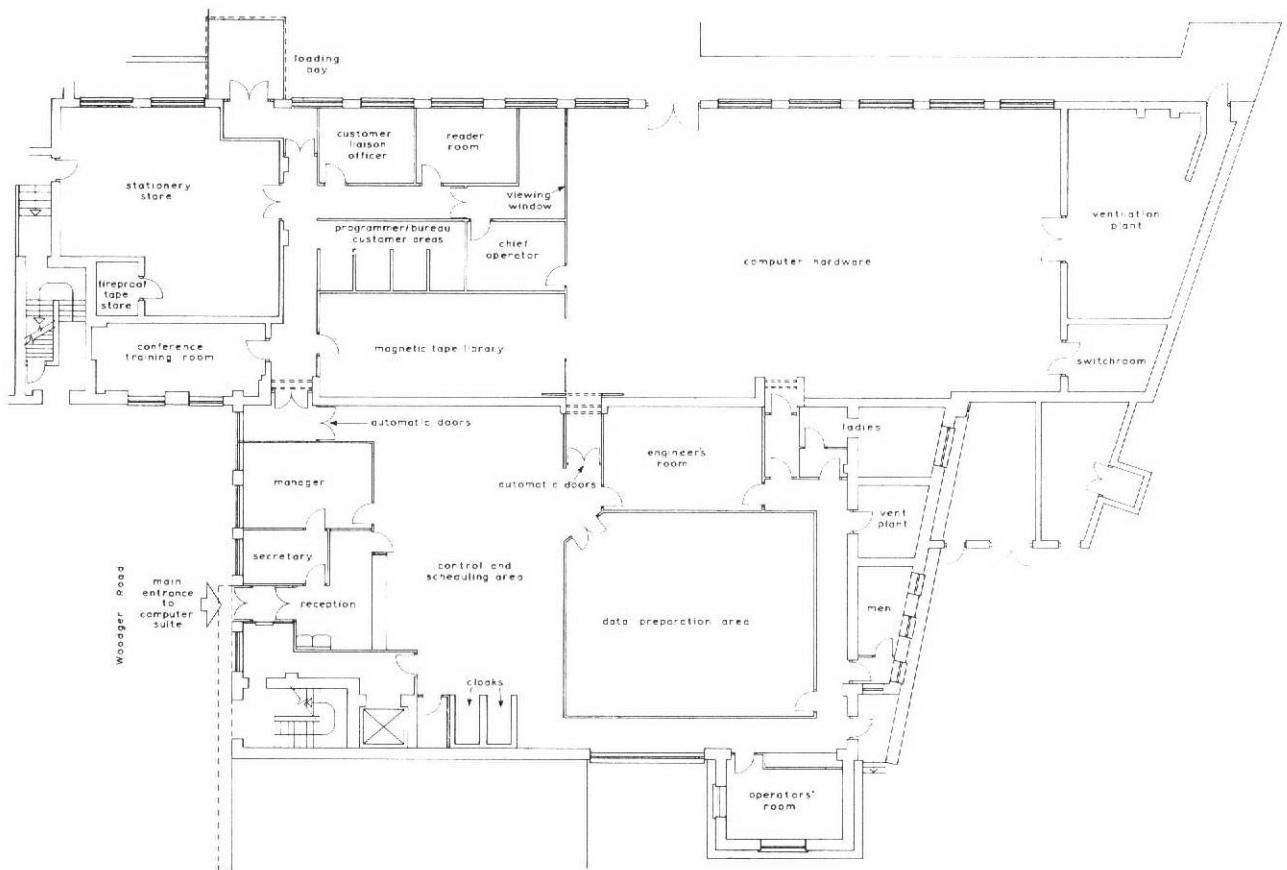 loading
bay
customer
liaison
officer
reader
room
stationery
store
viewing
window
ventilation
plant
programmer/bureau
customer areas
chief
operator
computer hardware
fireproof
tape
store
conference
training room
magnetic tape library
switchroom
automatic doors
ladies
engineer's
room
manager
automatic doors
vent
plant
secretary
control and
scheduling area
Woodger Road
main
entrance
to
computer
suite
reception
men
data preparation area
cloaks
operators'
room